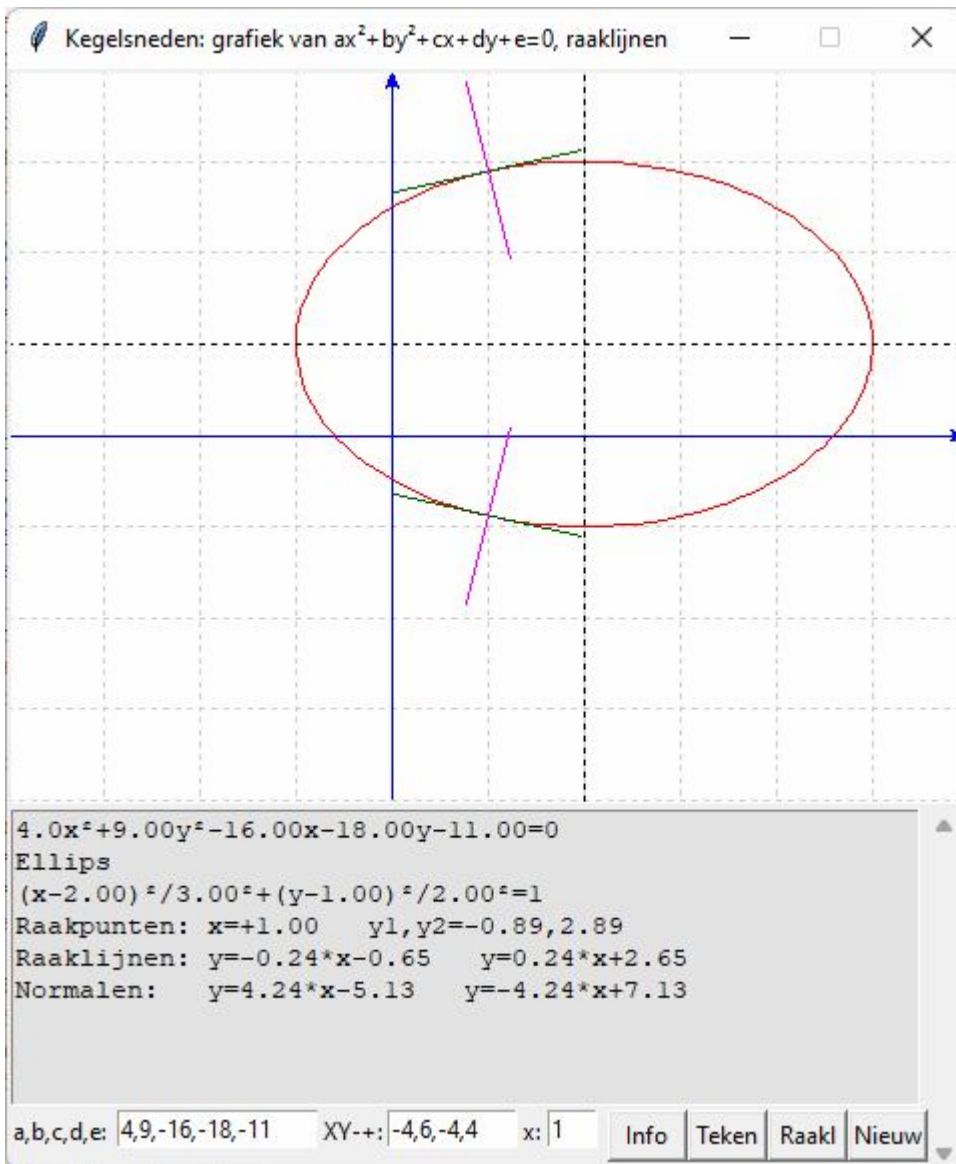 Kegelsneden: grafiek van ax²+by²+cx+dy+e=0, raaklijnen
4.0x²+9.00y²-16.00x-18.00y-11.00=0
Ellips
(x-2.00)²/3.00²+(y-1.00)²/2.00²=1
Raakpunten: x=+1.00 y1,y2=-0.89,2.89
Raaklijnen: y=-0.24*x-0.65 y=0.24*x+2.65
Normalen: y=4.24*x-5.13 y=-4.24*x+7.13
a,b,c,d,e: 4,9,-16,-18,-11 XY-+: -4,6,-4,4 x: 1 Info Teken Raakl Nieuw